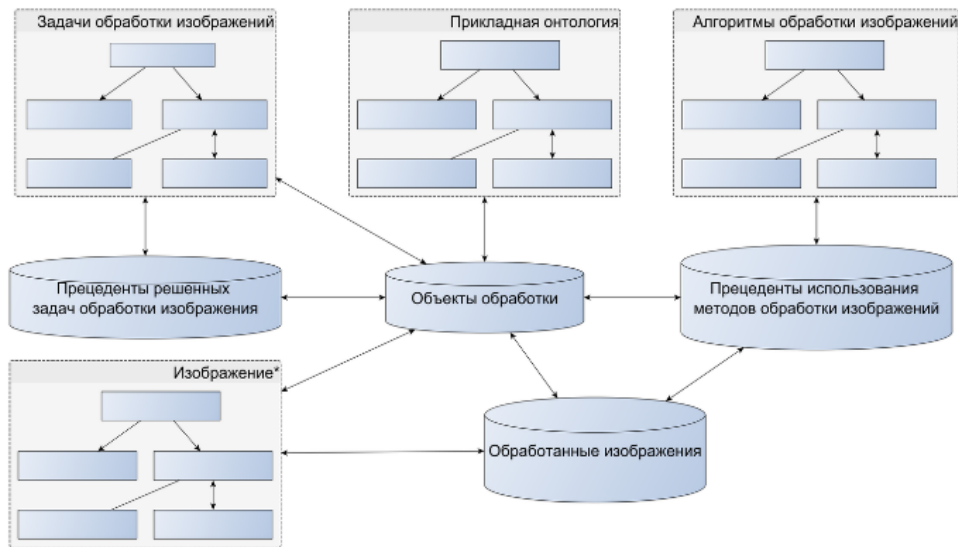 Задачи обработки изображений
Прикладная онтология
Алгоритмы обработки изображений
Прецеденты решенных
задач обработки изображения
Объекты обработки
Прецеденты использования
методов обработки изображений
Изображение*
Обработанные изображения